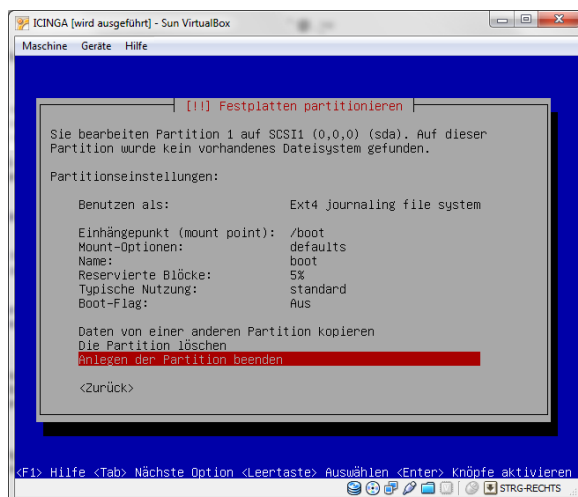 ICINGA [wird ausgeführt] - Sun VirtualBox
Maschine Geräte Hilfe
[!!] Festplatten partitionieren
Sie bearbeiten Partition 1 auf SCSI1 (0,0,0) (sda). Auf dieser
Partition wurde kein vorhandenes Dateisystem gefunden.
Partitionseinstellungen:
Benutzen als: Ext4 journaling file system
Einhängepunkt (mount point): /boot
Mount-Optionen: defaults
Name: boot
Reservierte Blöcke: 5%
Typische Nutzung: standard
Boot-Flag: Aus
Daten von einer anderen Partition kopieren
Die Partition löschen
Anlegen der Partition beenden
<Zurück>
<F1> Hilfe <Tab> Nächste Option <Leertaste> Auswählen <Enter> Knöpfe aktivieren
STRG-RECHTS